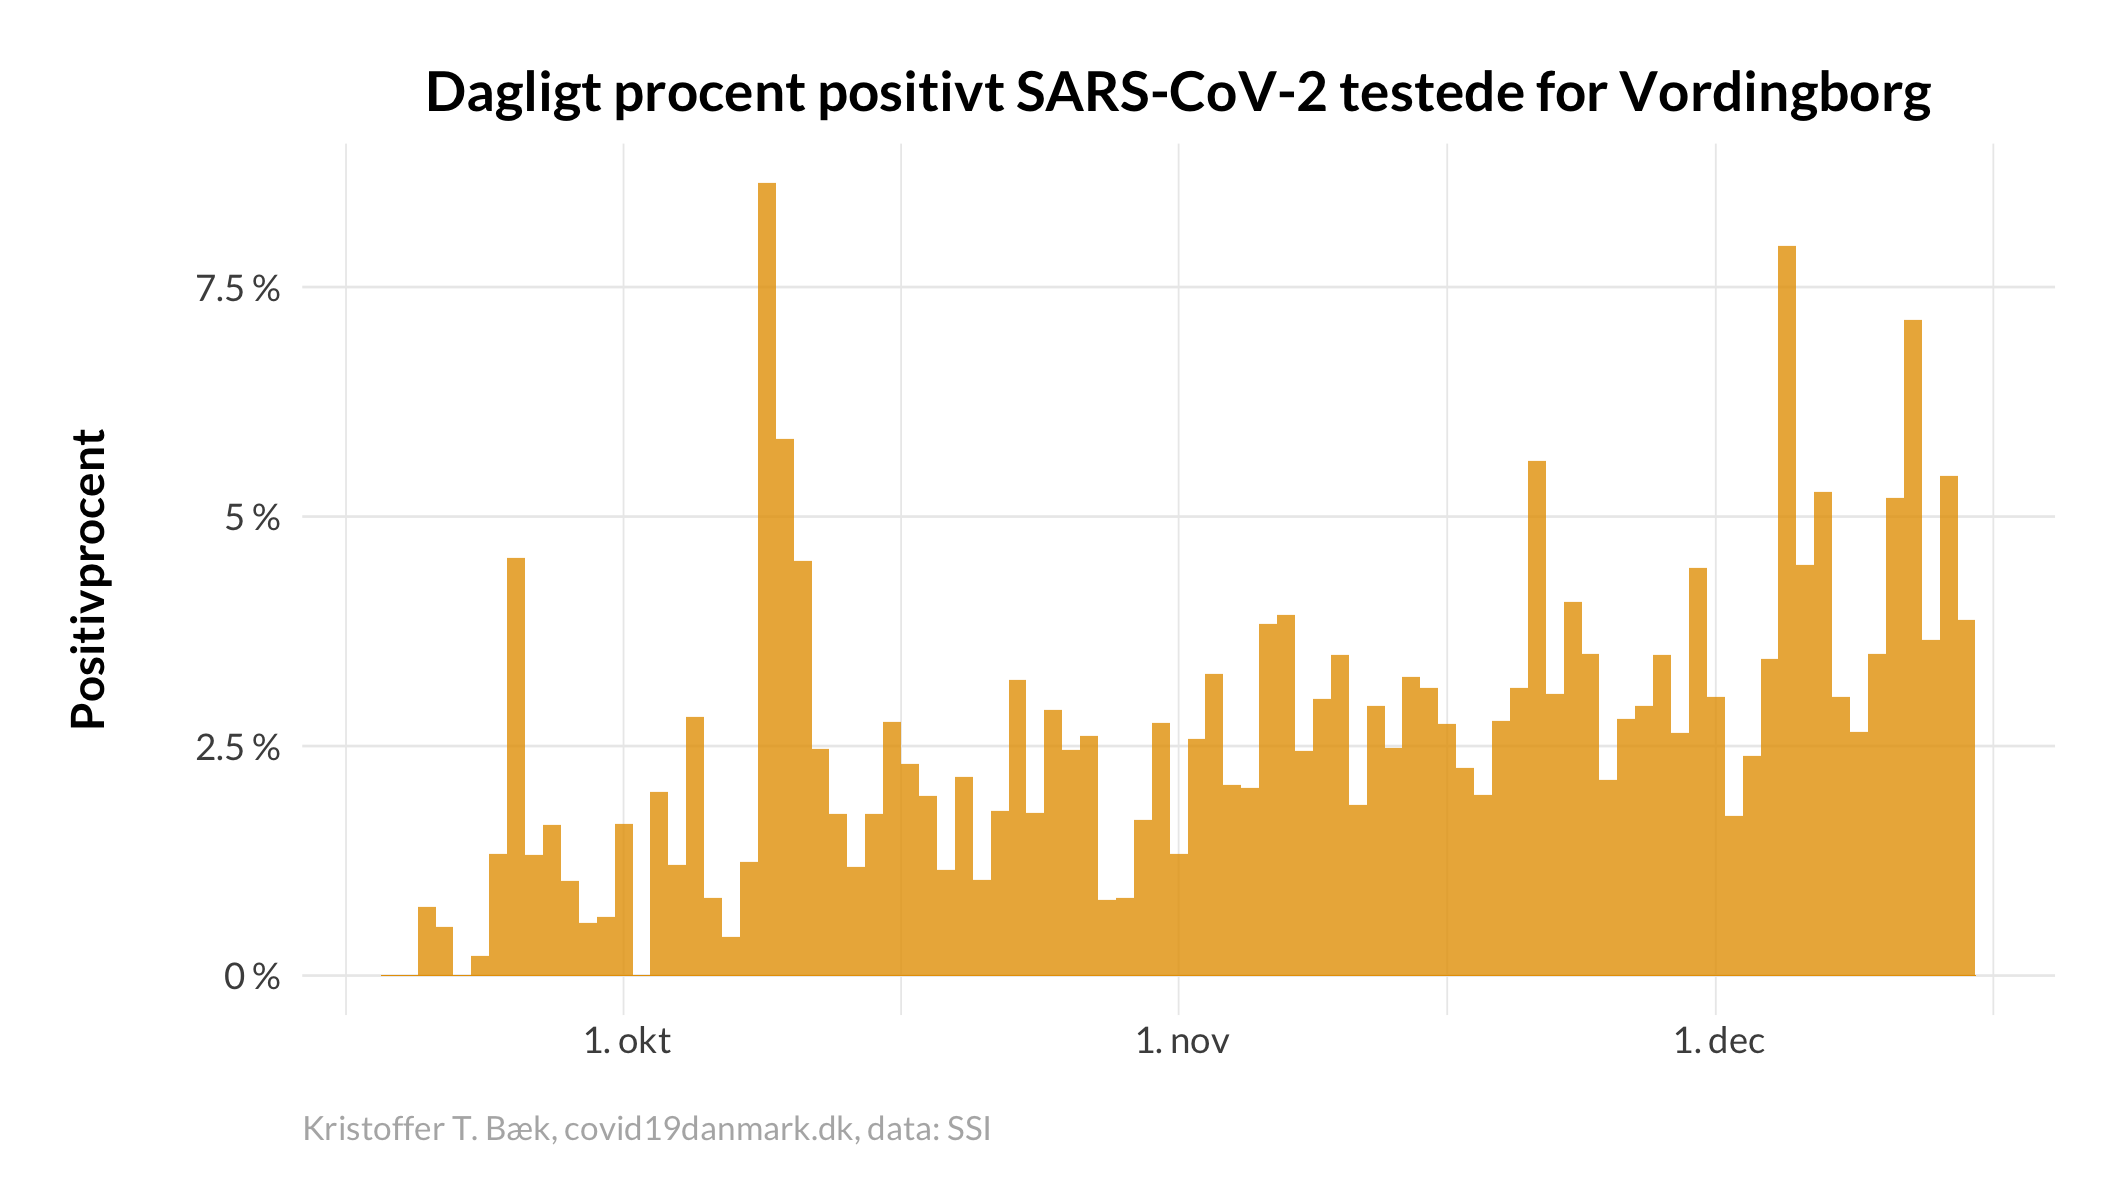 Dagligt procent positivt SARS-CoV-2 testede for Vordingborg
Positivprocent
7.5 %
5 %
2.5 %
0 %
1. okt
1. nov
1. dec
Kristoffer T. Bæk, covid19danmark.dk, data: SSI